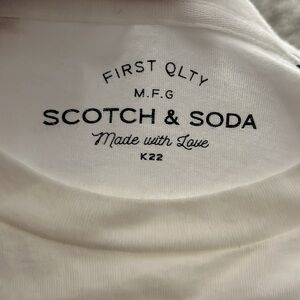 FIRST QLTY
M.F.G
SCOTCH & SODA
Made with Love
K22